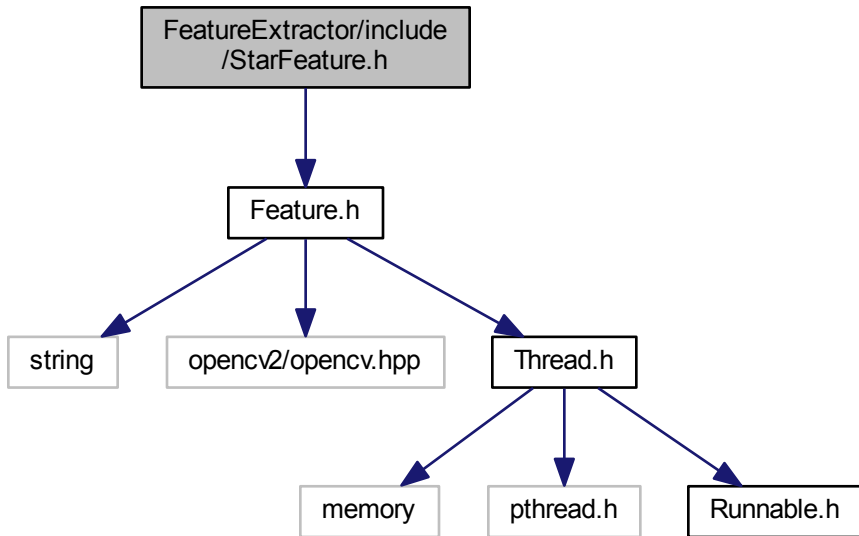 FeatureExtractor/include
/StarFeature.h
Feature.h
string
opencv2/opencv.hpp
Thread.h
memory
pthread.h
Runnable.h